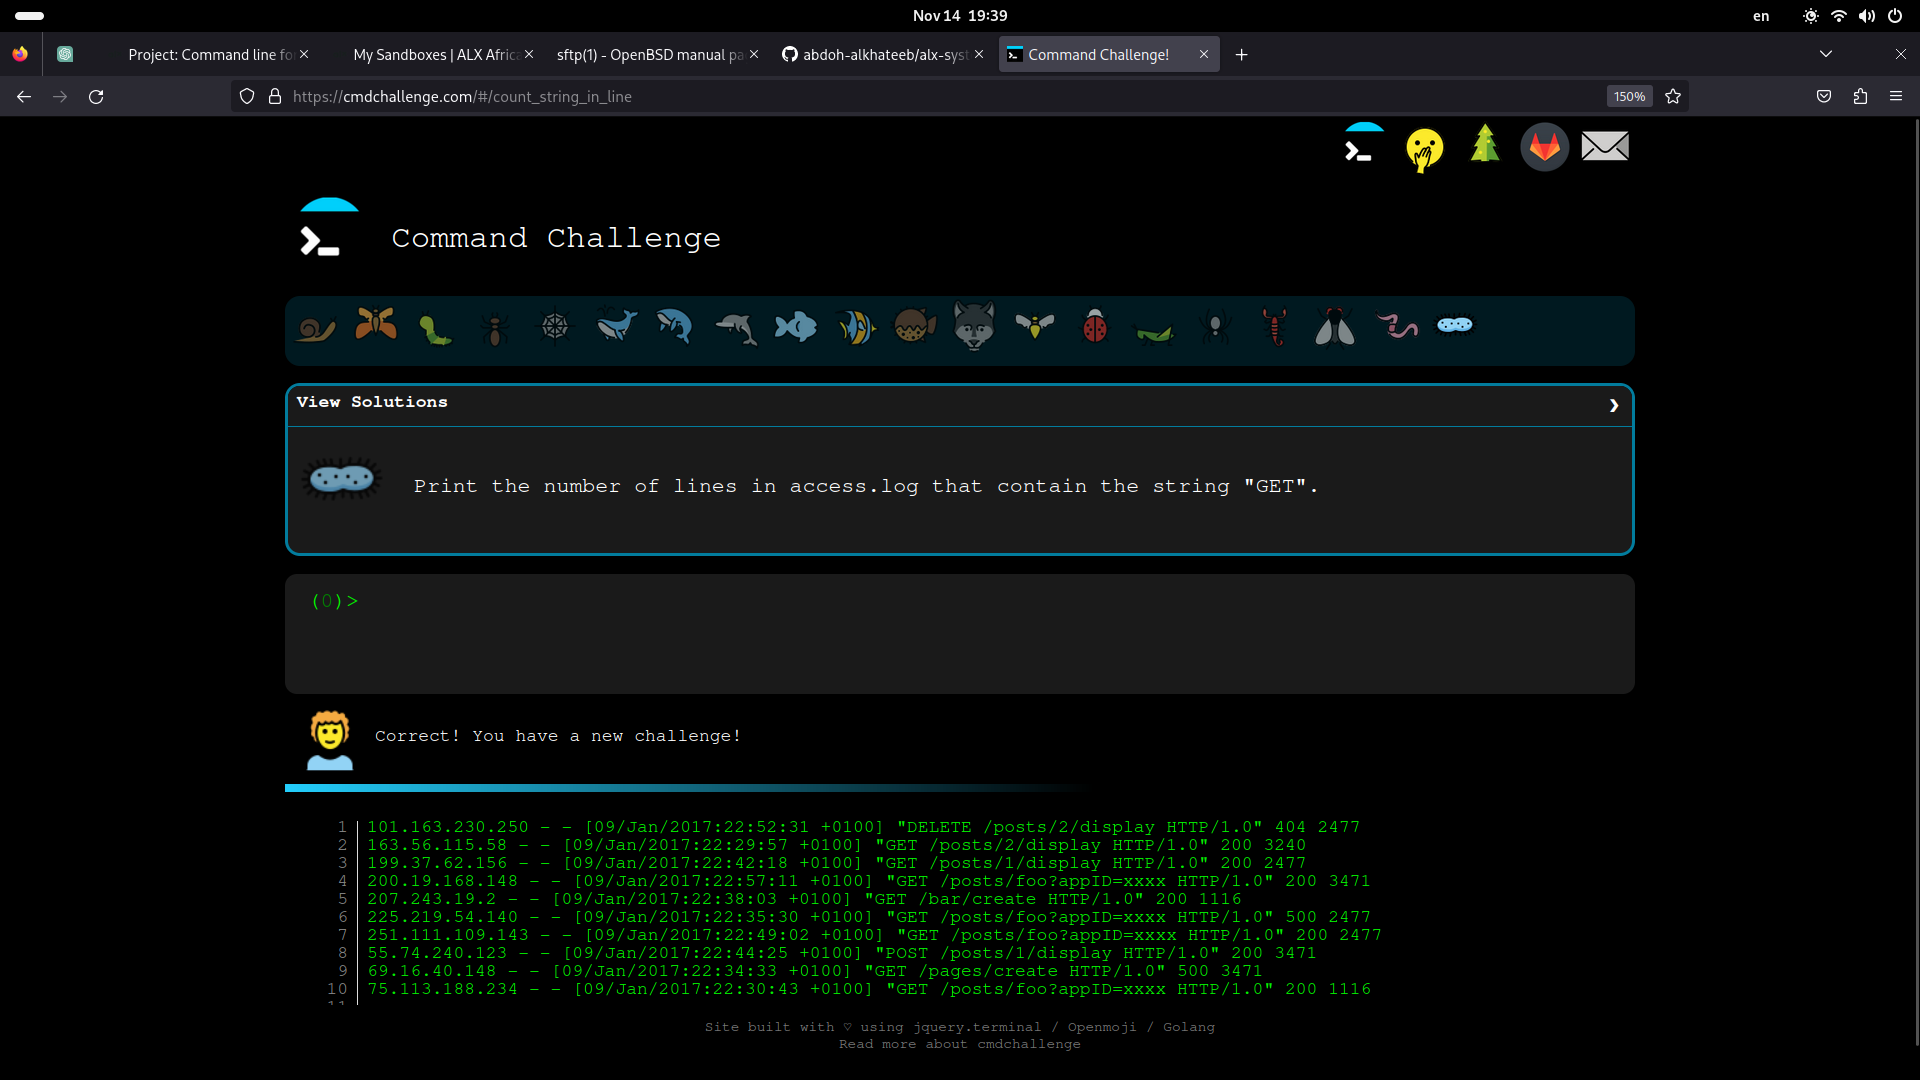 Nov 14 19:39
en
Project: Command line fo
My Sandboxes | ALX Africa
sftp(1) - OpenBSD manual pa
abdoh-alkhateeb/alx-syst
Command Challenge!
https://cmdchallenge.com/#/count_string_in_line
150%
Command Challenge
View Solutions
Print the number of lines in access.log that contain the string "GET".
(0)>
Correct! You have a new challenge!
1 101.163.230.250 - - [09/Jan/2017:22:52:31 +0100] "DELETE /posts/2/display HTTP/1.0" 404 2477
2 163.56.115.58 - - [09/Jan/2017:22:29:57 +0100] "GET /posts/2/display HTTP/1.0" 200 3240
3 199.37.62.156 - - [09/Jan/2017:22:42:18 +0100] "GET /posts/1/display HTTP/1.0" 200 2477
4 200.19.168.148 - - [09/Jan/2017:22:57:11 +0100] "GET /posts/foo?appID=xxxx HTTP/1.0" 200 3471
5 207.243.19.2 - - [09/Jan/2017:22:38:03 +0100] "GET /bar/create HTTP/1.0" 200 1116
6 225.219.54.140 - - [09/Jan/2017:22:35:30 +0100] "GET /posts/foo?appID=xxxx HTTP/1.0" 500 2477
7 251.111.109.143 - - [09/Jan/2017:22:49:02 +0100] "GET /posts/foo?appID=xxxx HTTP/1.0" 200 2477
8 55.74.240.123 - - [09/Jan/2017:22:44:25 +0100] "POST /posts/1/display HTTP/1.0" 200 3471
9 69.16.40.148 - - [09/Jan/2017:22:34:33 +0100] "GET /pages/create HTTP/1.0" 500 3471
10 75.113.188.234 - - [09/Jan/2017:22:30:43 +0100] "GET /posts/foo?appID=xxxx HTTP/1.0" 200 1116
11
Site built with ♡ using jquery.terminal / Openmoji / Golang
Read more about cmdchallenge